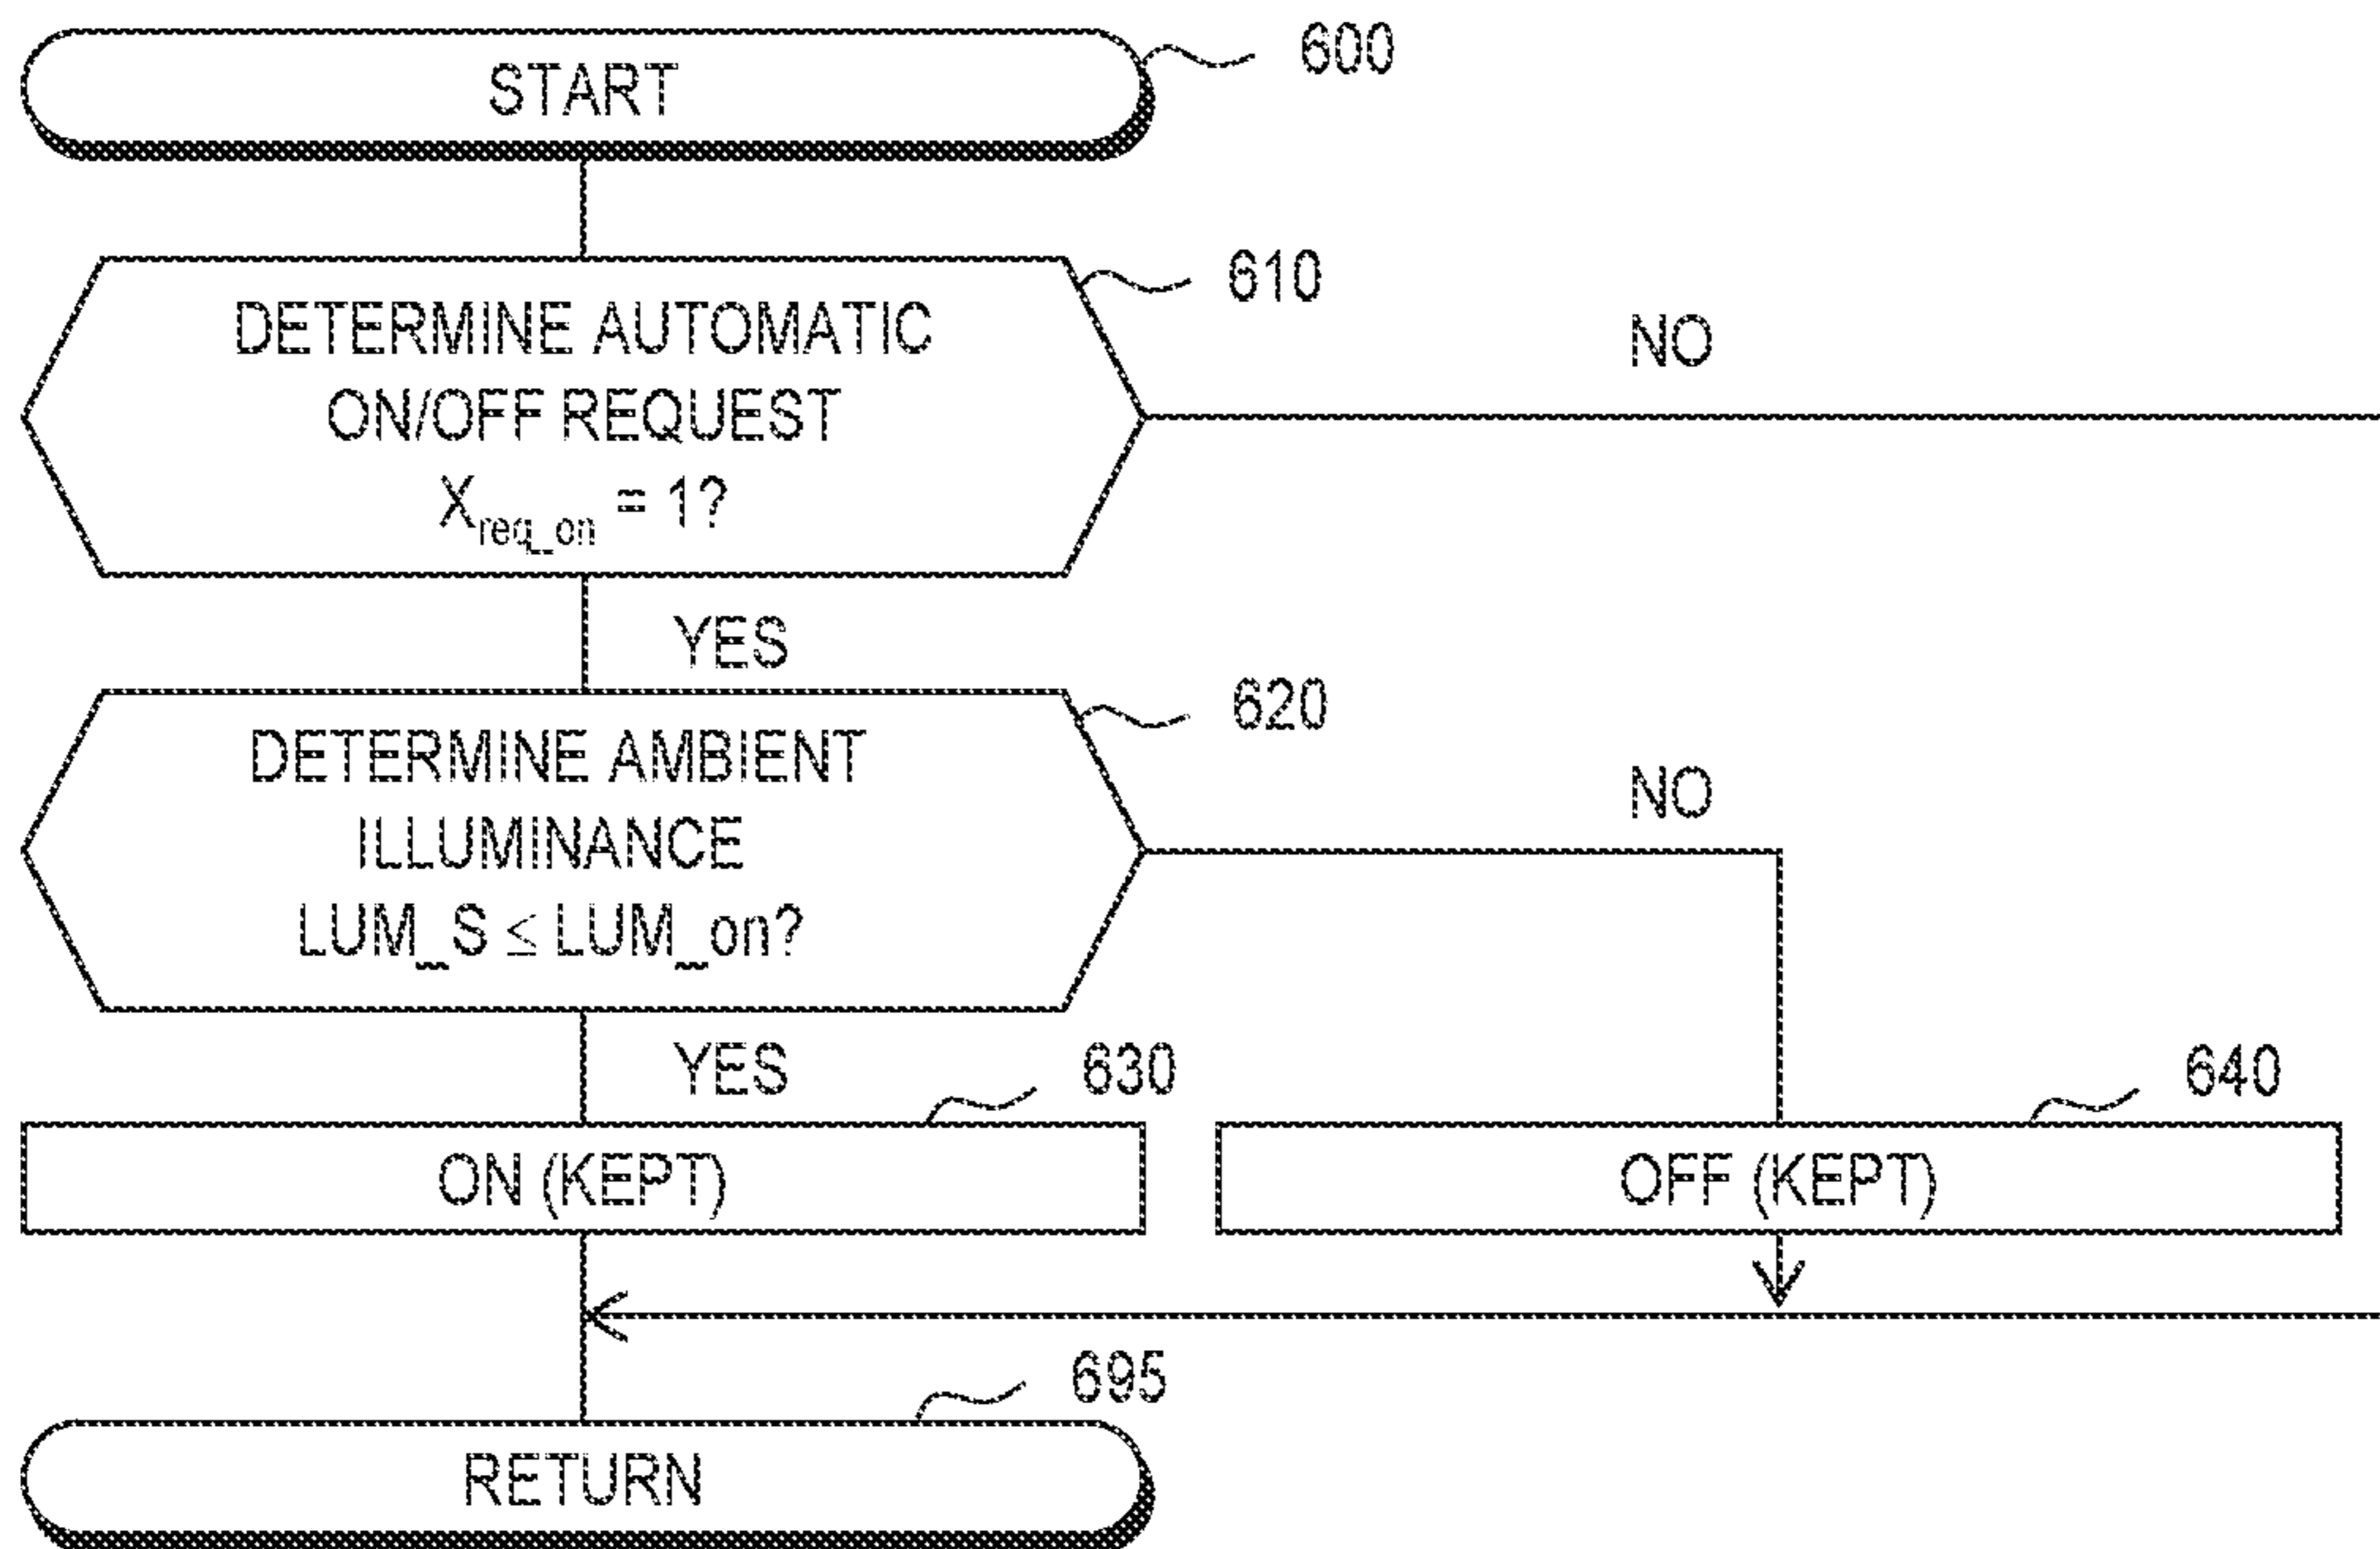 START
600
DETERMINE AUTOMATIC
ON/OFF REQUEST
Xreq_on = 1?
610
NO
YES
DETERMINE AMBIENT
ILLUMINANCE
LUM_S ≤ LUM_on?
620
NO
YES
630
640
ON (KEPT)
OFF (KEPT)
695
RETURN